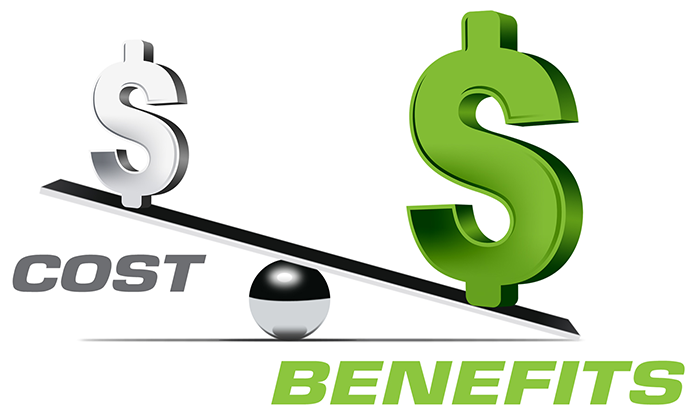 $
$
COST
BENEFITS